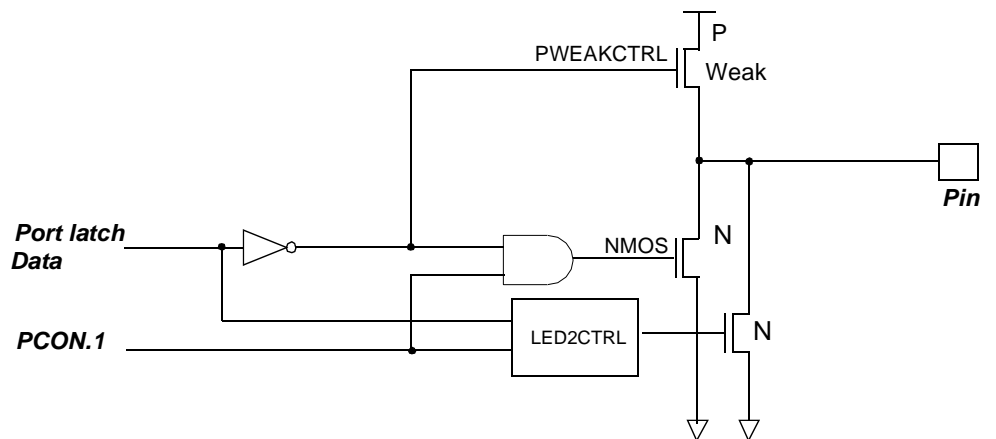 P
PWEAKCTRL
Weak
Pin
Port latch
Data
NMOS
N
PCON.1
LED2CTRL
N